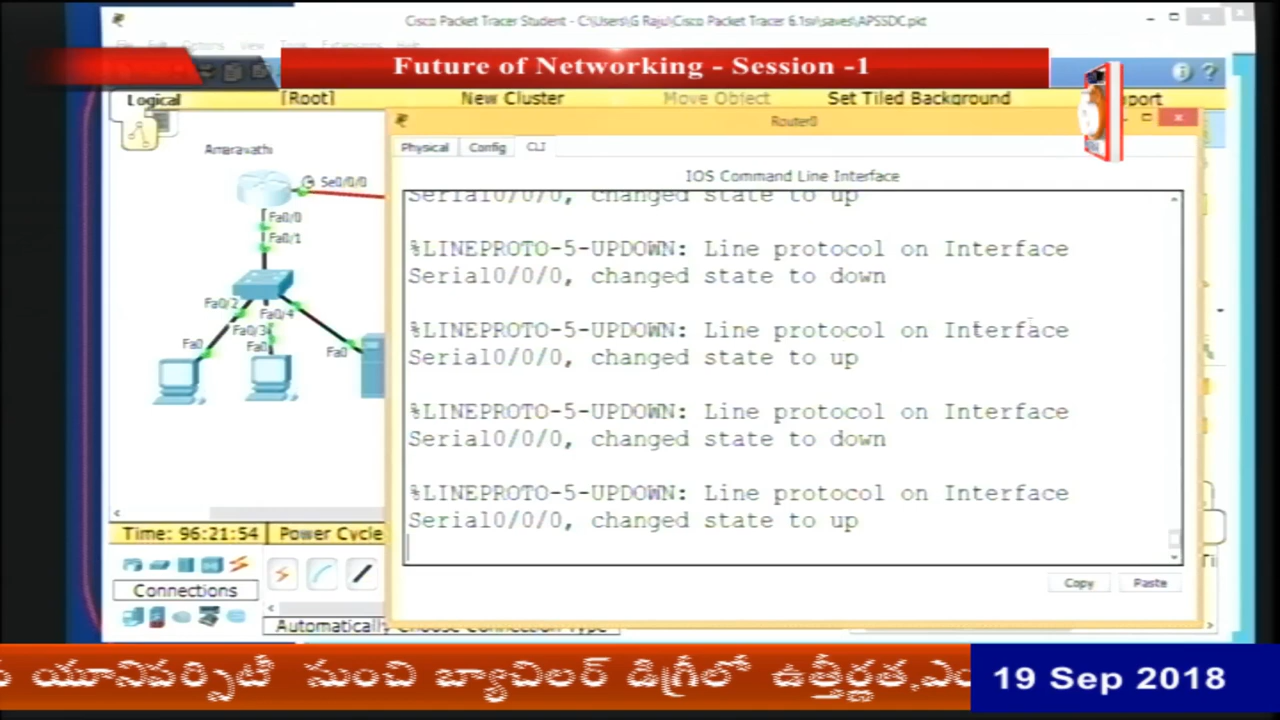 Cisco Packet Tracer Student - C:\Users\G Raju\Cisco Packet Tracer 6.1sv\saves\APSSDC.pkt
File Edit Options View Tools Extensions Help
Future of Networking - Session -1
Logical [Root] New Cluster Move Object Set Tiled Background
Router0
Physical Config CLI
IOS Command Line Interface
Amaravathi
Se0/0/0
Fa0/0
Fa0/1
Fa0/2
Fa0/4
Fa0/3
Fa0
Fa0
Fa0
Serial0/0/0, changed state to up
%LINEPROTO-5-UPDOWN: Line protocol on Interface
Serial0/0/0, changed state to down
%LINEPROTO-5-UPDOWN: Line protocol on Interface
Serial0/0/0, changed state to up
%LINEPROTO-5-UPDOWN: Line protocol on Interface
Serial0/0/0, changed state to down
%LINEPROTO-5-UPDOWN: Line protocol on Interface
Serial0/0/0, changed state to up
Time: 96:21:54 Power Cycle
Copy Paste
Connections
Automatically Choose Connection Type
యూనివర్సిటీ నుంచి బ్యాచిలర్ డిగ్రీలో ఉత్తీర్ణత,ఎం
19 Sep 2018